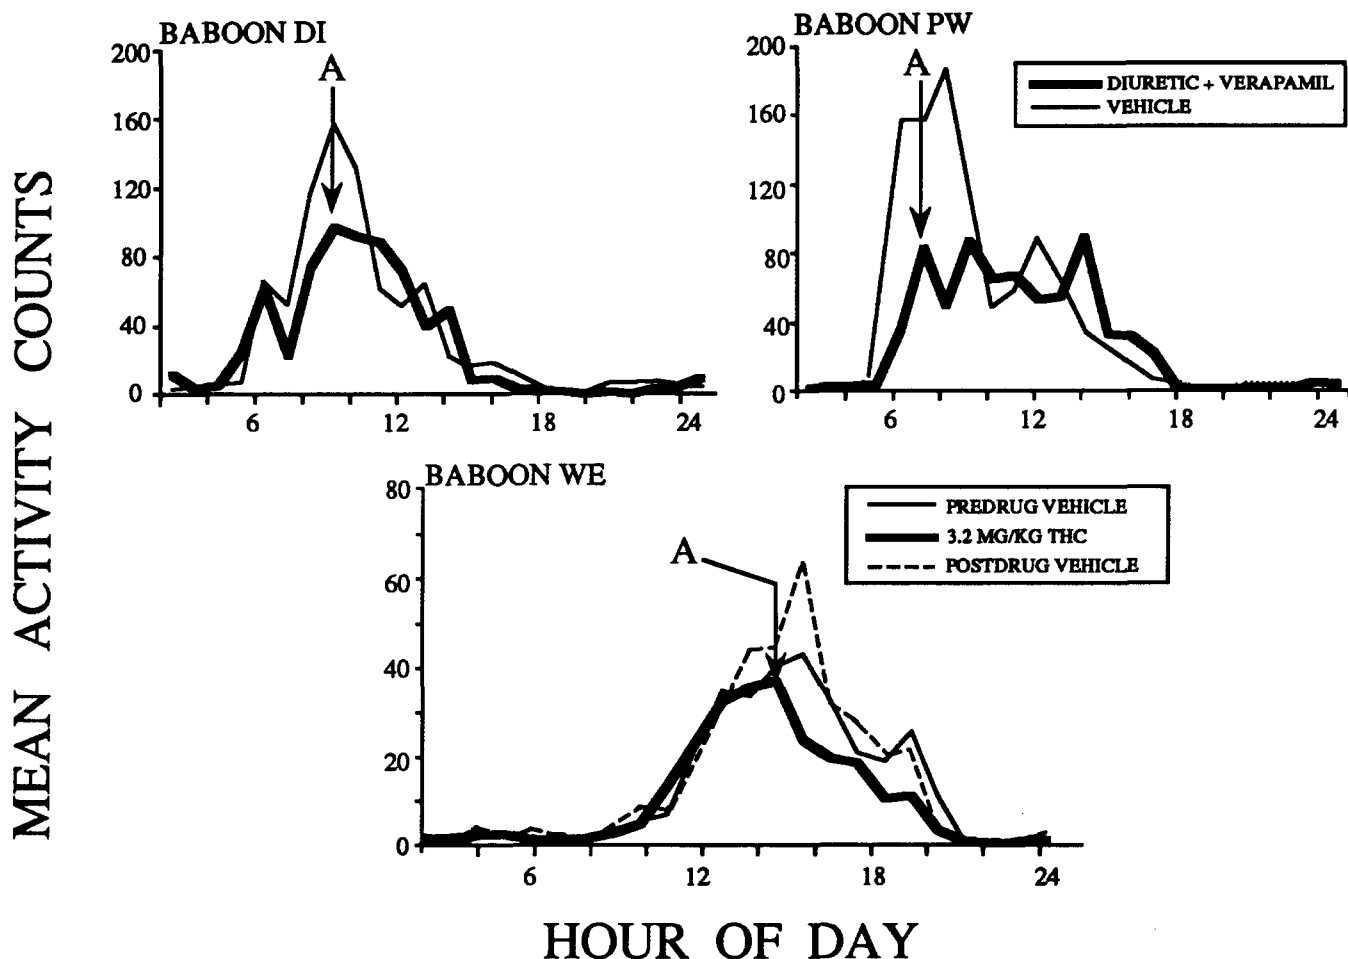 BABOON DI
A
200
160
120
80
40
0
6 12 18 24
BABOON PW
A
200
160
120
80
40
0
6 12 18 24
DIURETIC + VERAPAMIL
VEHICLE
MEAN ACTIVITY COUNTS
BABOON WE
A
80
60
40
20
0
6 12 18 24
PREDRUG VEHICLE
3.2 MG/KG THC
POSTDRUG VEHICLE
HOUR OF DAY